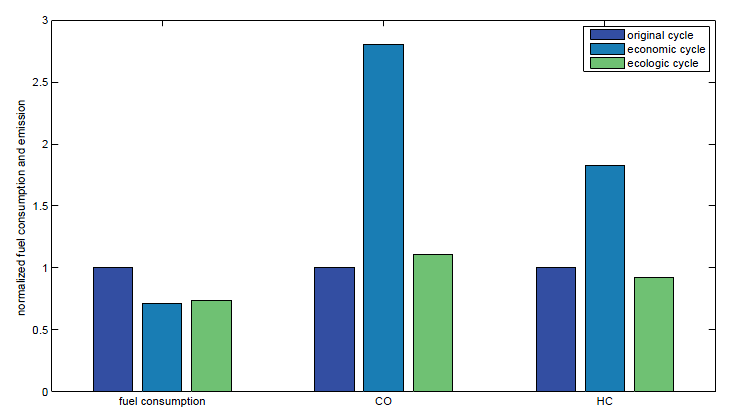 normalized fuel consumption and emission
3
2.5
2
1.5
1
0.5
0
original cycle
economic cycle
ecologic cycle
fuel consumption
CO
HC